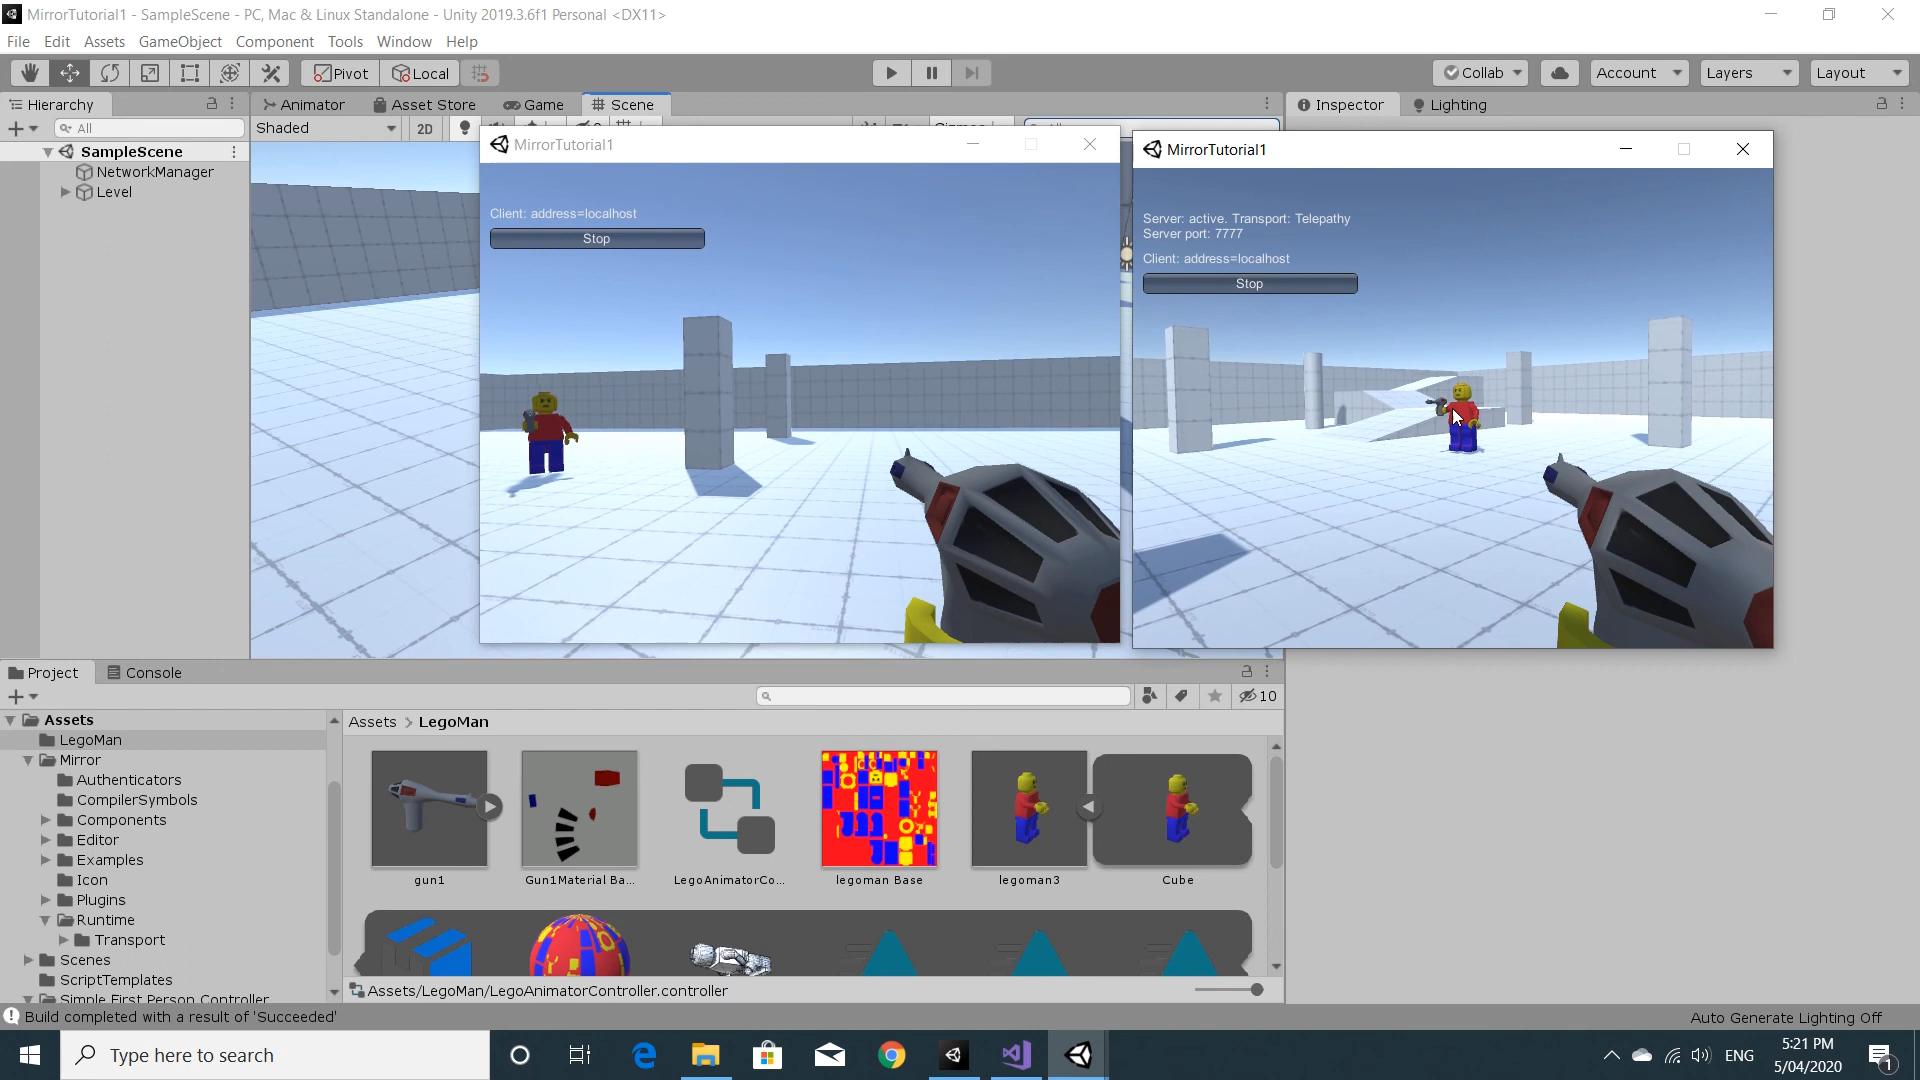 MirrorTutorial1 - SampleScene - PC, Mac & Linux Standalone - Unity 2019.3.6f1 Personal <DX11>
File Edit Assets GameObject Component Tools Window Help
Pivot Local Collab Account Layers Layout
Hierarchy Animator Asset Store Game Scene Inspector Lighting
All Shaded 2D
SampleScene
NetworkManager
Level
MirrorTutorial1
Client: address=localhost
Stop
MirrorTutorial1
Server: active. Transport: Telepathy
Server port: 7777
Client: address=localhost
Stop
Project Console
10
Assets
LegoMan
Mirror
Authenticators
CompilerSymbols
Components
Editor
Examples
Icon
Plugins
Runtime
Transport
Scenes
ScriptTemplates
Simple First Person Controller
Assets > LegoMan
gun1 Gun1Material Ba... LegoAnimatorCo... legoman Base legoman3 Cube
Assets/LegoMan/LegoAnimatorController.controller
Build completed with a result of 'Succeeded'
Auto Generate Lighting Off
Type here to search
ENG
5:21 PM
5/04/2020
1